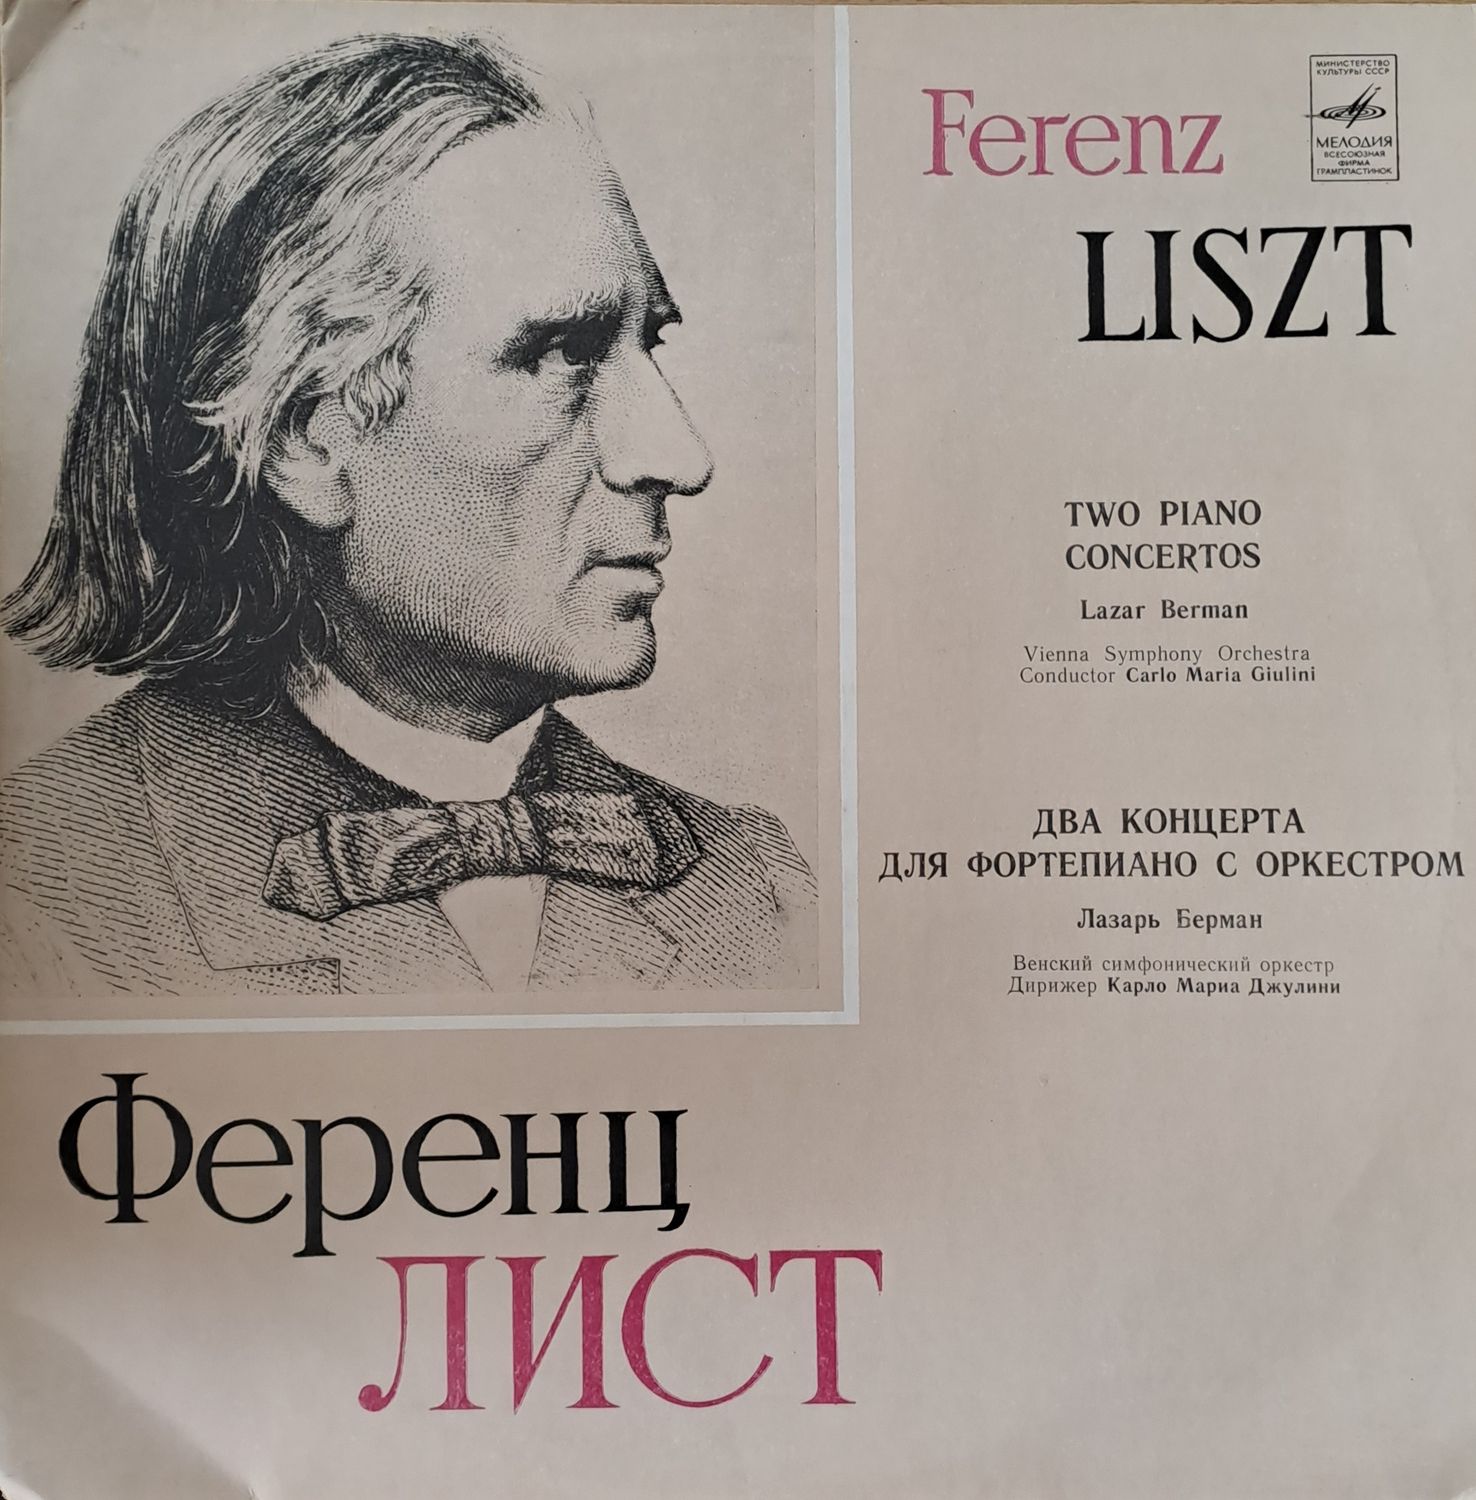 Ferenz
LISZT
МИНИСТЕРСТВО
КУЛЬТУРЫ СССР
МЕЛОДИЯ
ВСЕСОЮЗНАЯ
ФИРМА
ГРАМПЛАСТИНОК
TWO PIANO
CONCERTOS
Lazar Berman
Vienna Symphony Orchestra
Conductor Carlo Maria Giulini
ДВА КОНЦЕРТА
ДЛЯ ФОРТЕПИАНО С ОРКЕСТРОМ
Лазарь Берман
Венский симфонический оркестр
Дирижер Карло Мариа Джулини
Ференц
ЛИСТ